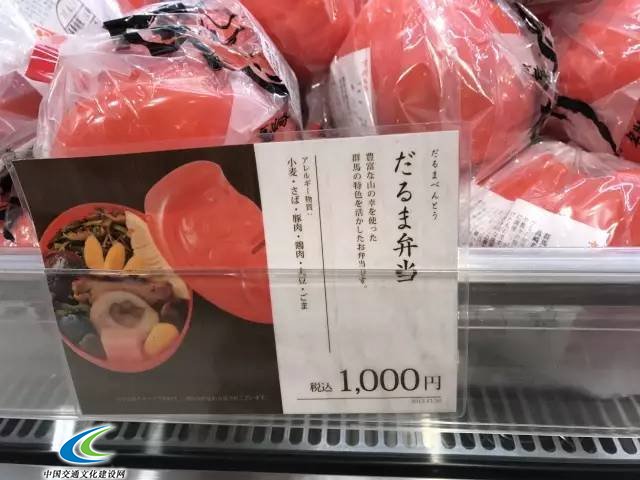 だるまべんとう
だるま弁当
豊富な山の幸を使った
群馬の特色を活かしたお弁当です。
アレルギー物質：
小麦・さば・豚肉・鶏肉・大豆・ごま
税込 1,000円
中国交通文化建设网